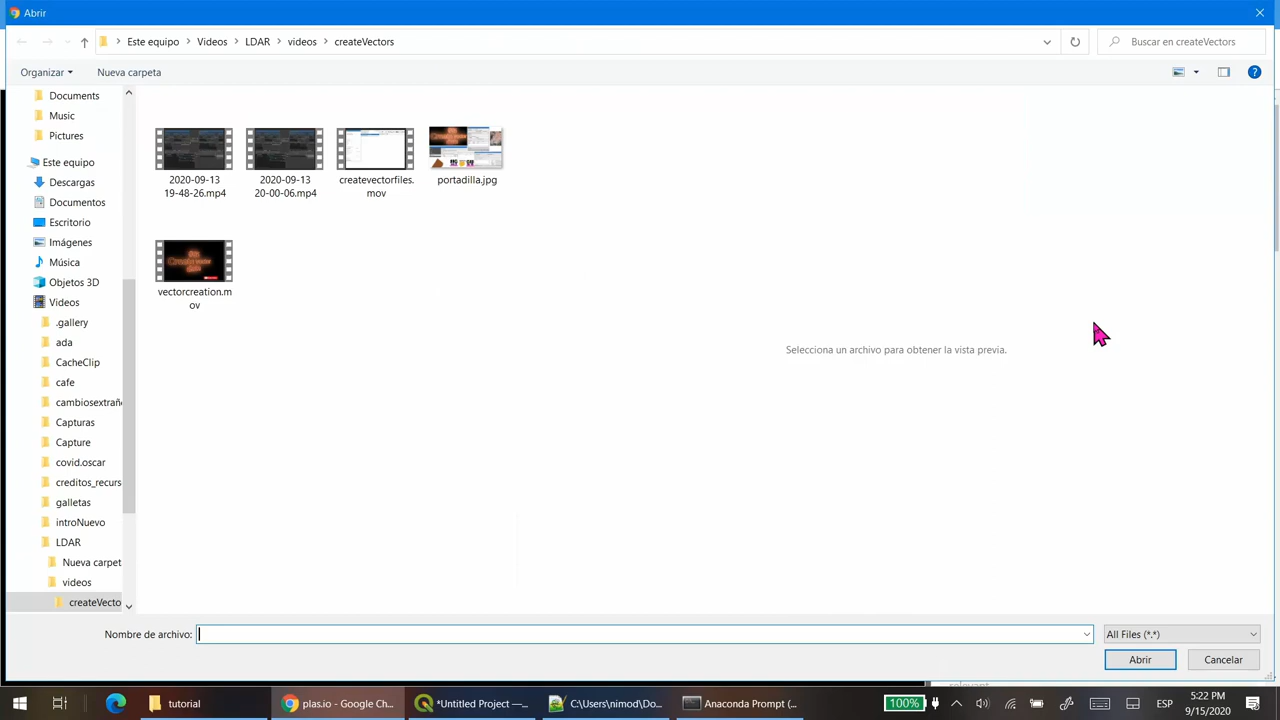 Abrir
Este equipo > Videos > LDAR > videos > createVectors
Buscar en createVectors
Organizar
Nueva carpeta
Documents
Music
Pictures
Este equipo
Descargas
Documentos
Escritorio
Imágenes
Música
Objetos 3D
Videos
.gallery
ada
CacheClip
cafe
cambiosextrañ
Capturas
Capture
covid.oscar
creditos_recurs
galletas
introNuevo
LDAR
Nueva carpet
videos
createVecto
2020-09-13
19-48-26.mp4
2020-09-13
20-00-06.mp4
createvectorfiles.
mov
portadilla.jpg
vectorcreation.m
ov
Selecciona un archivo para obtener la vista previa.
Nombre de archivo:
All Files (*.*)
Abrir
Cancelar
relevant
tutorial
plas.io - Google Ch...
*Untitled Project —...
C:\Users\nimod\Do...
Anaconda Prompt (...
100%
ESP
5:22 PM
9/15/2020